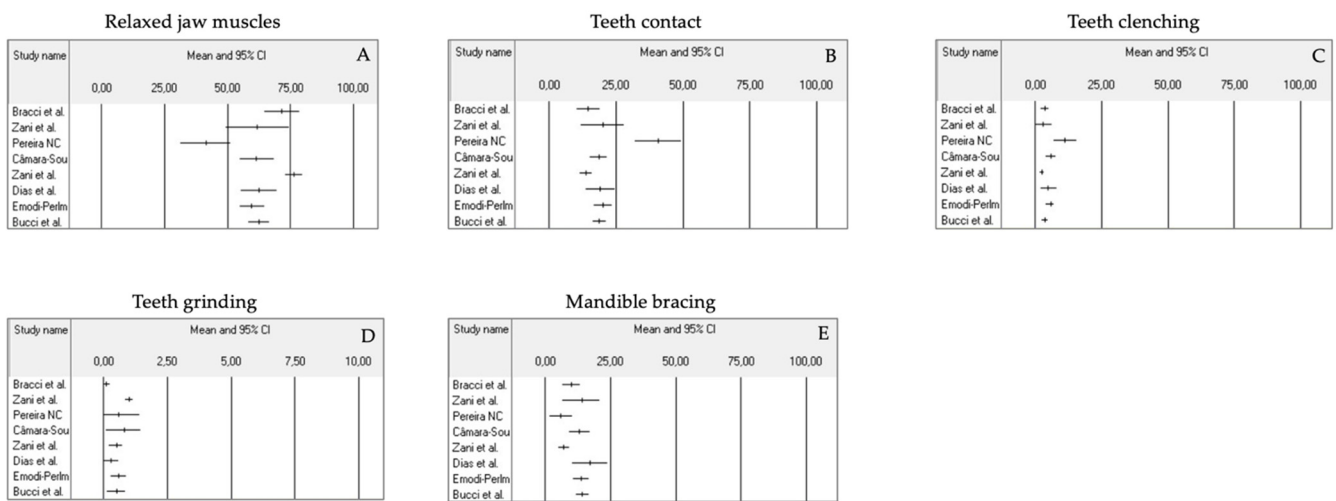 Relaxed jaw muscles
Study name Mean and 95% CI A
0,00 25,00 50,00 75,00 100,00
Bracci et al.
Zani et al.
Pereira NC
Câmara-Sou
Zani et al.
Dias et al.
Emodi-Perlm
Bucci et al.
Teeth contact
Study name Mean and 95% CI B
0,00 25,00 50,00 75,00 100,00
Bracci et al.
Zani et al.
Pereira NC
Câmara-Sou
Zani et al.
Dias et al.
Emodi-Perlm
Bucci et al.
Teeth clenching
Study name Mean and 95% CI C
0,00 25,00 50,00 75,00 100,00
Bracci et al.
Zani et al.
Pereira NC
Câmara-Sou
Zani et al.
Dias et al.
Emodi-Perlm
Bucci et al.
Teeth grinding
Study name Mean and 95% CI D
0,00 2,50 5,00 7,50 10,00
Bracci et al.
Zani et al.
Pereira NC
Câmara-Sou
Zani et al.
Dias et al.
Emodi-Perlm
Bucci et al.
Mandible bracing
Study name Mean and 95% CI E
0,00 25,00 50,00 75,00 100,00
Bracci et al.
Zani et al.
Pereira NC
Câmara-Sou
Zani et al.
Dias et al.
Emodi-Perlm
Bucci et al.